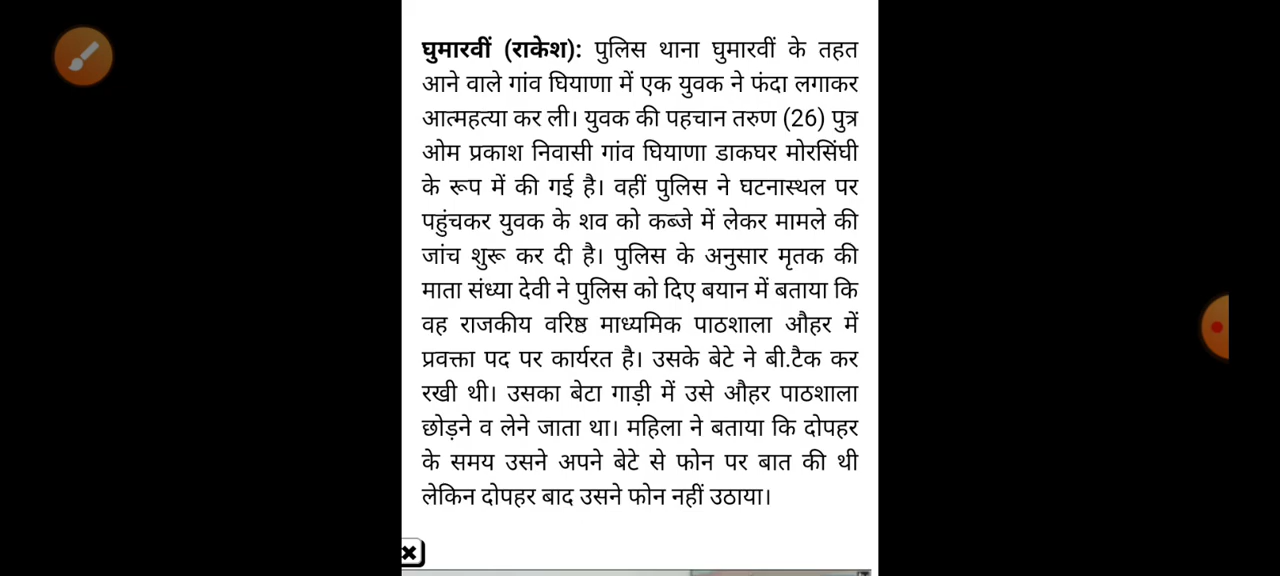 घुमारवीं (राकेश): पुलिस थाना घुमारवीं के तहत
आने वाले गांव घियाणा में एक युवक ने फंदा लगाकर
आत्महत्या कर ली। युवक की पहचान तरुण (26) पुत्र
ओम प्रकाश निवासी गांव घियाणा डाकघर मोरसिंघी
के रूप में की गई है। वहीं पुलिस ने घटनास्थल पर
पहुंचकर युवक के शव को कब्जे में लेकर मामले की
जांच शुरू कर दी है। पुलिस के अनुसार मृतक की
माता संध्या देवी ने पुलिस को दिए बयान में बताया कि
वह राजकीय वरिष्ठ माध्यमिक पाठशाला औहर में
प्रवक्ता पद पर कार्यरत है। उसके बेटे ने बी.टैक कर
रखी थी। उसका बेटा गाड़ी में उसे औहर पाठशाला
छोड़ने व लेने जाता था। महिला ने बताया कि दोपहर
के समय उसने अपने बेटे से फोन पर बात की थी
लेकिन दोपहर बाद उसने फोन नहीं उठाया।